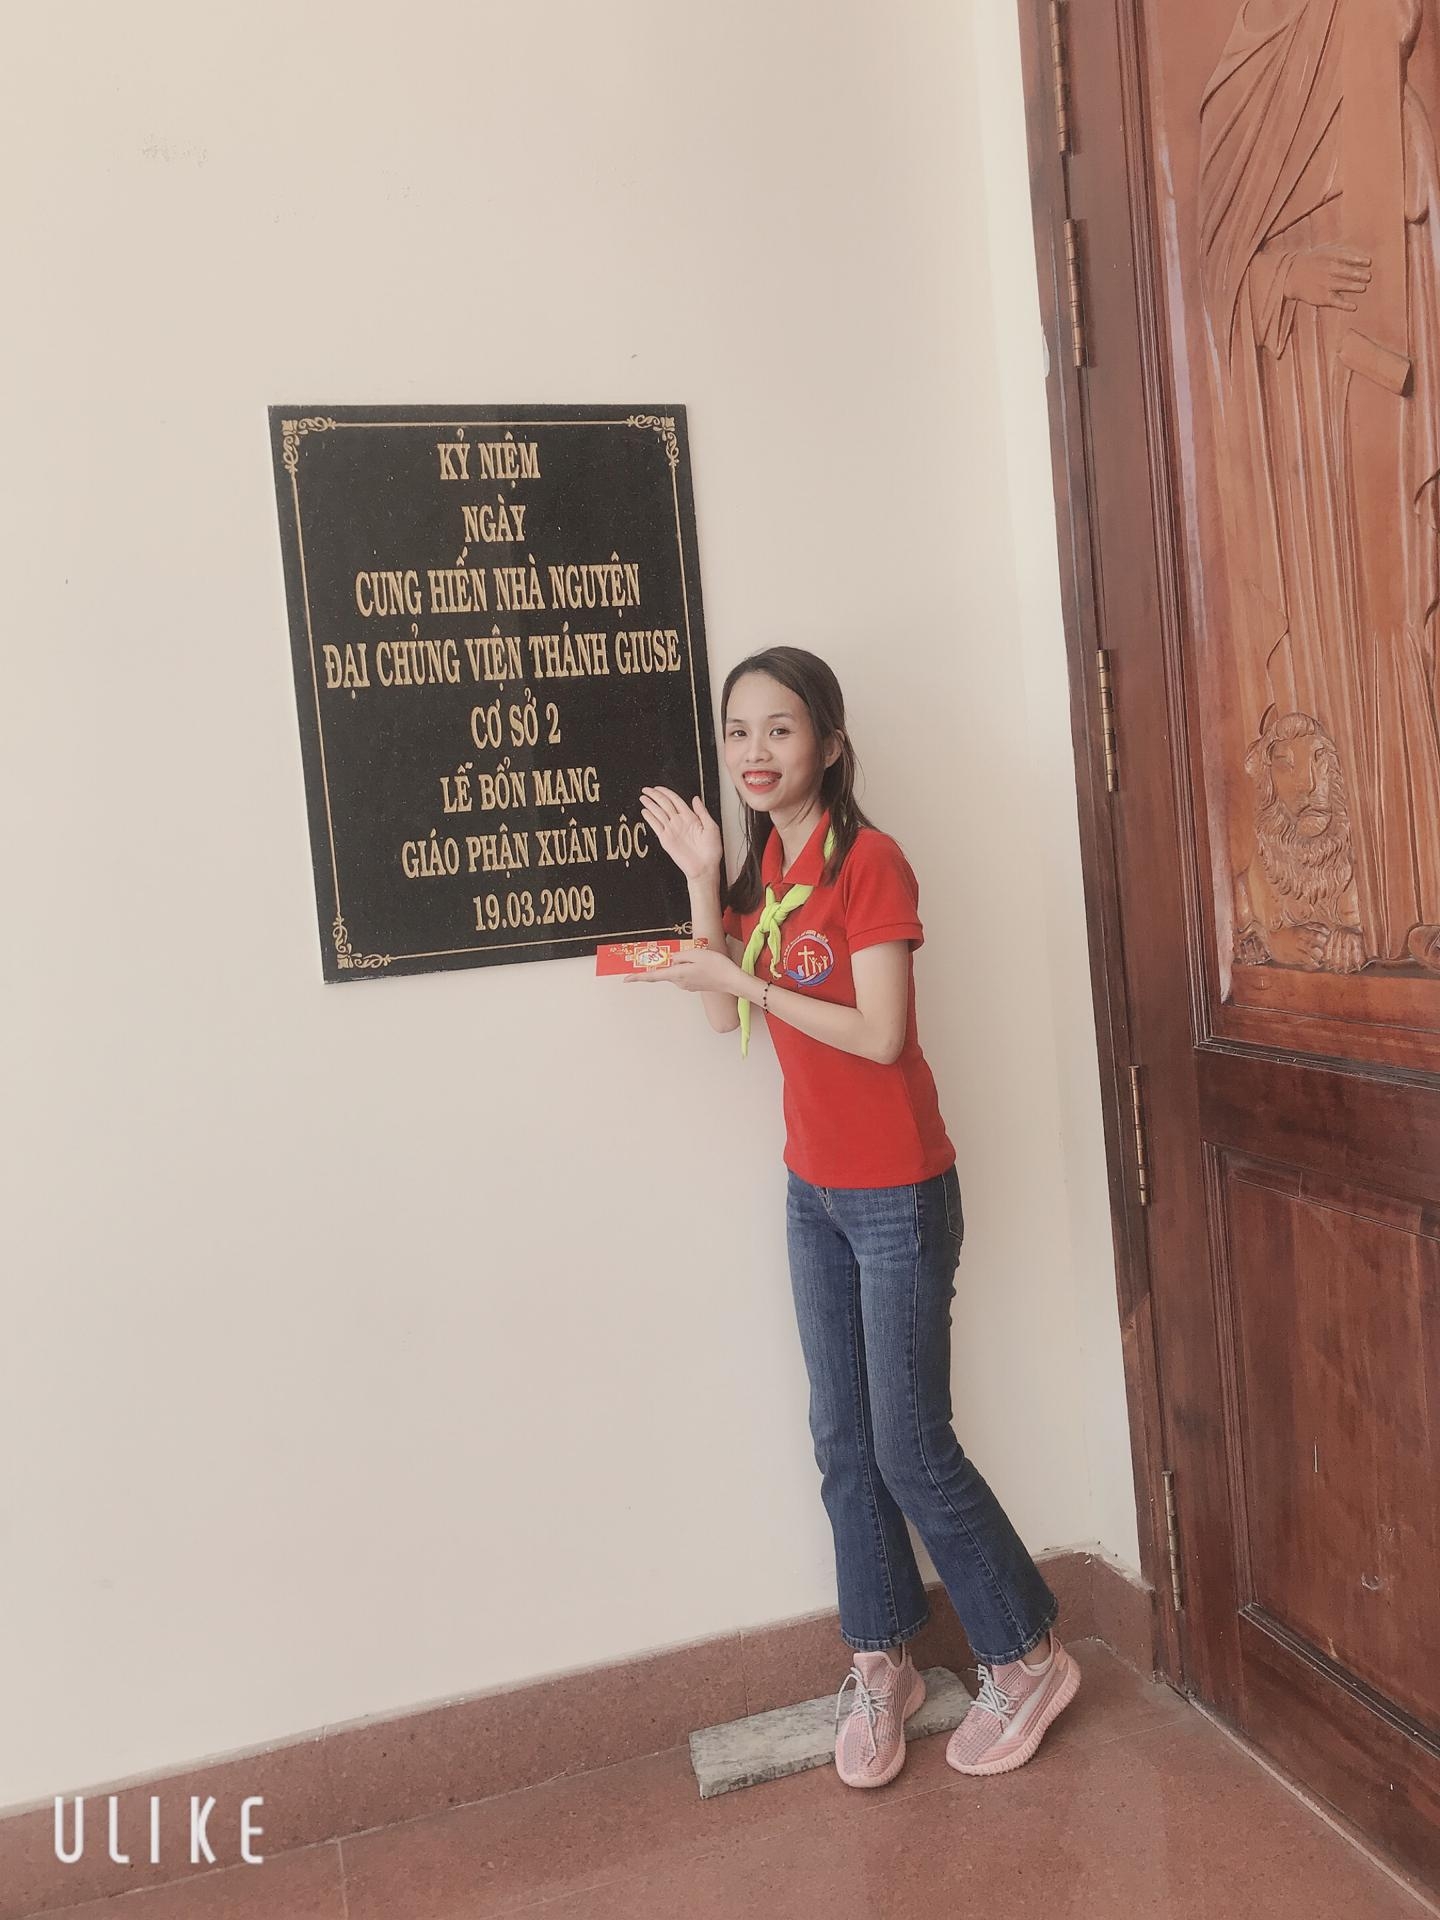 KỶ NIỆM
NGÀY
CUNG HIẾN NHÀ NGUYỆN
ĐẠI CHỦNG VIỆN THÁNH GIUSE
CƠ SỞ 2
LỄ BỔN MẠNG
GIÁO PHẬN XUÂN LỘC
19.03.2009
ULIKE